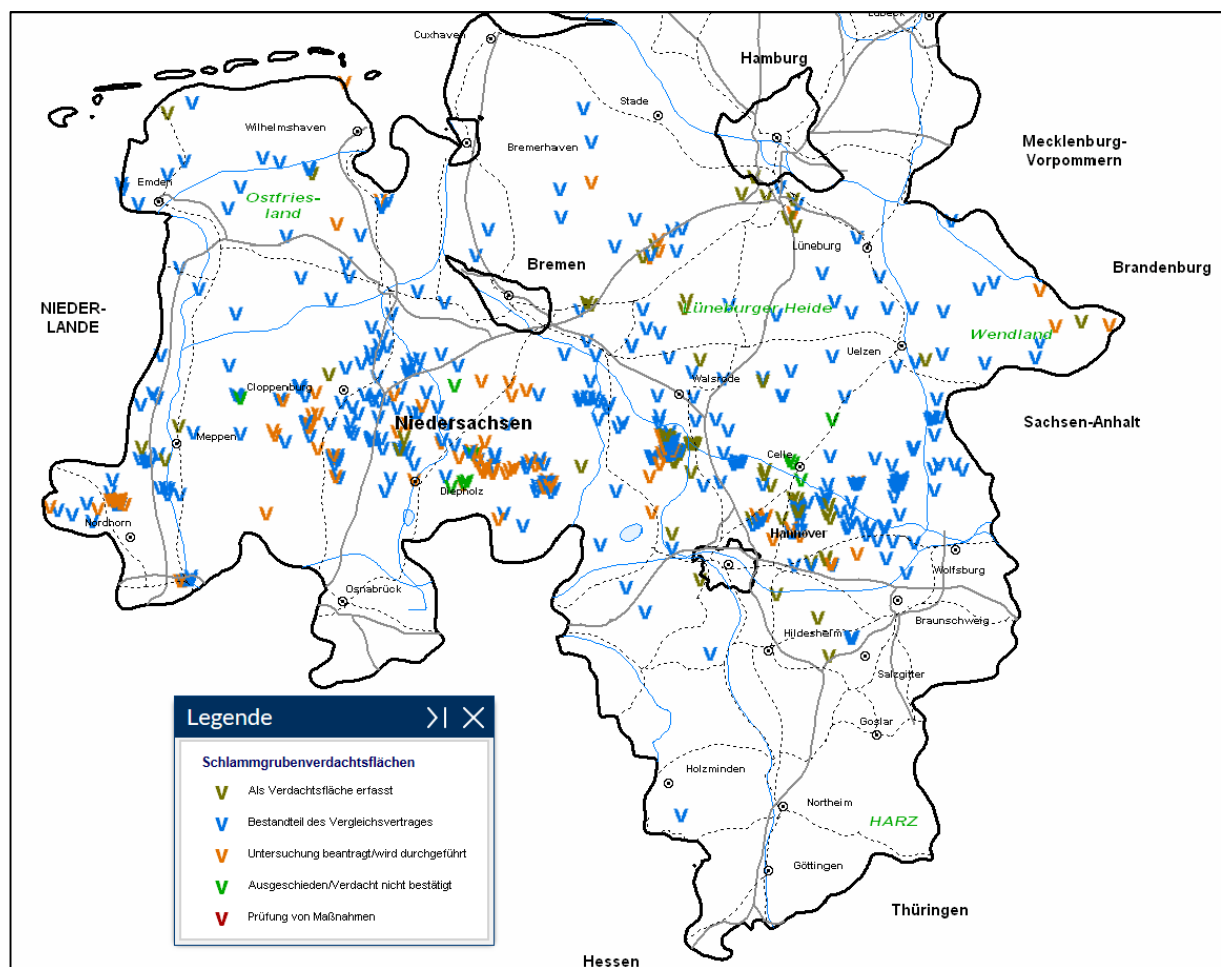 Lübeck
Cuxhaven
Hamburg
Stade
Wilhelmshaven
Mecklenburg-
Vorpommern
Bremerhaven
Emden
Ostfries-
land
Lüneburg
Bremen
Brandenburg
NIEDER-
LANDE
Lüneburger Heide
Wendland
Uelzen
Cloppenburg
Walsrode
Niedersachsen
Sachsen-Anhalt
Meppen
Celle
Diepholz
Nordhorn
Hannover
Wolfsburg
Osnabrück
Braunschweig
Hildesheim
Salzgitter
Goslar
Holzminden
Northeim
HARZ
Göttingen
Thüringen
Hessen
Legende
Schlammgrubenverdachtsflächen
V Als Verdachtsfläche erfasst
V Bestandteil des Vergleichsvertrages
V Untersuchung beantragt/wird durchgeführt
V Ausgeschieden/Verdacht nicht bestätigt
V Prüfung von Maßnahmen